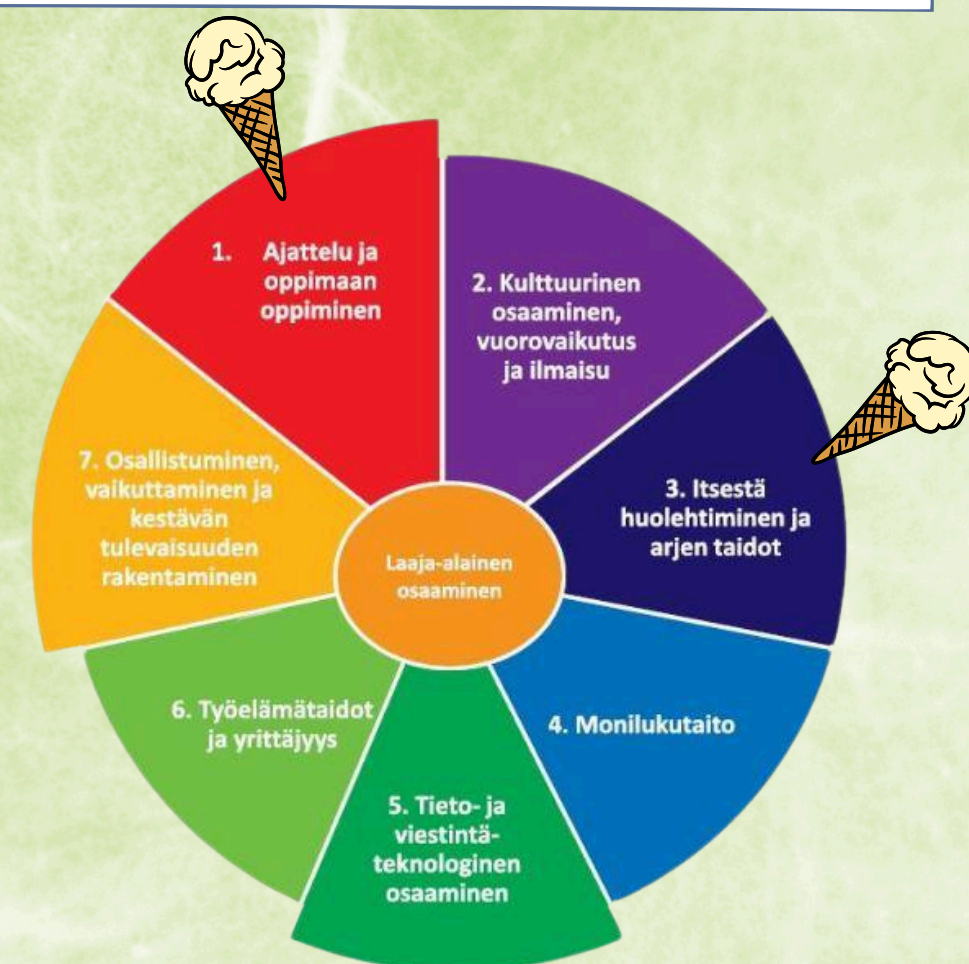 1. Ajattelu ja
oppimaan
oppiminen
2. Kulttuurinen
osaaminen,
vuorovaikutus
ja ilmaisu
3. Itsestä
huolehtiminen ja
arjen taidot
4. Monilukutaito
5. Tieto- ja
viestintä-
teknologinen
osaaminen
6. Työelämätaidot
ja yrittäjyys
7. Osallistuminen,
vaikuttaminen ja
kestävän
tulevaisuuden
rakentaminen
Laaja-alainen
osaaminen